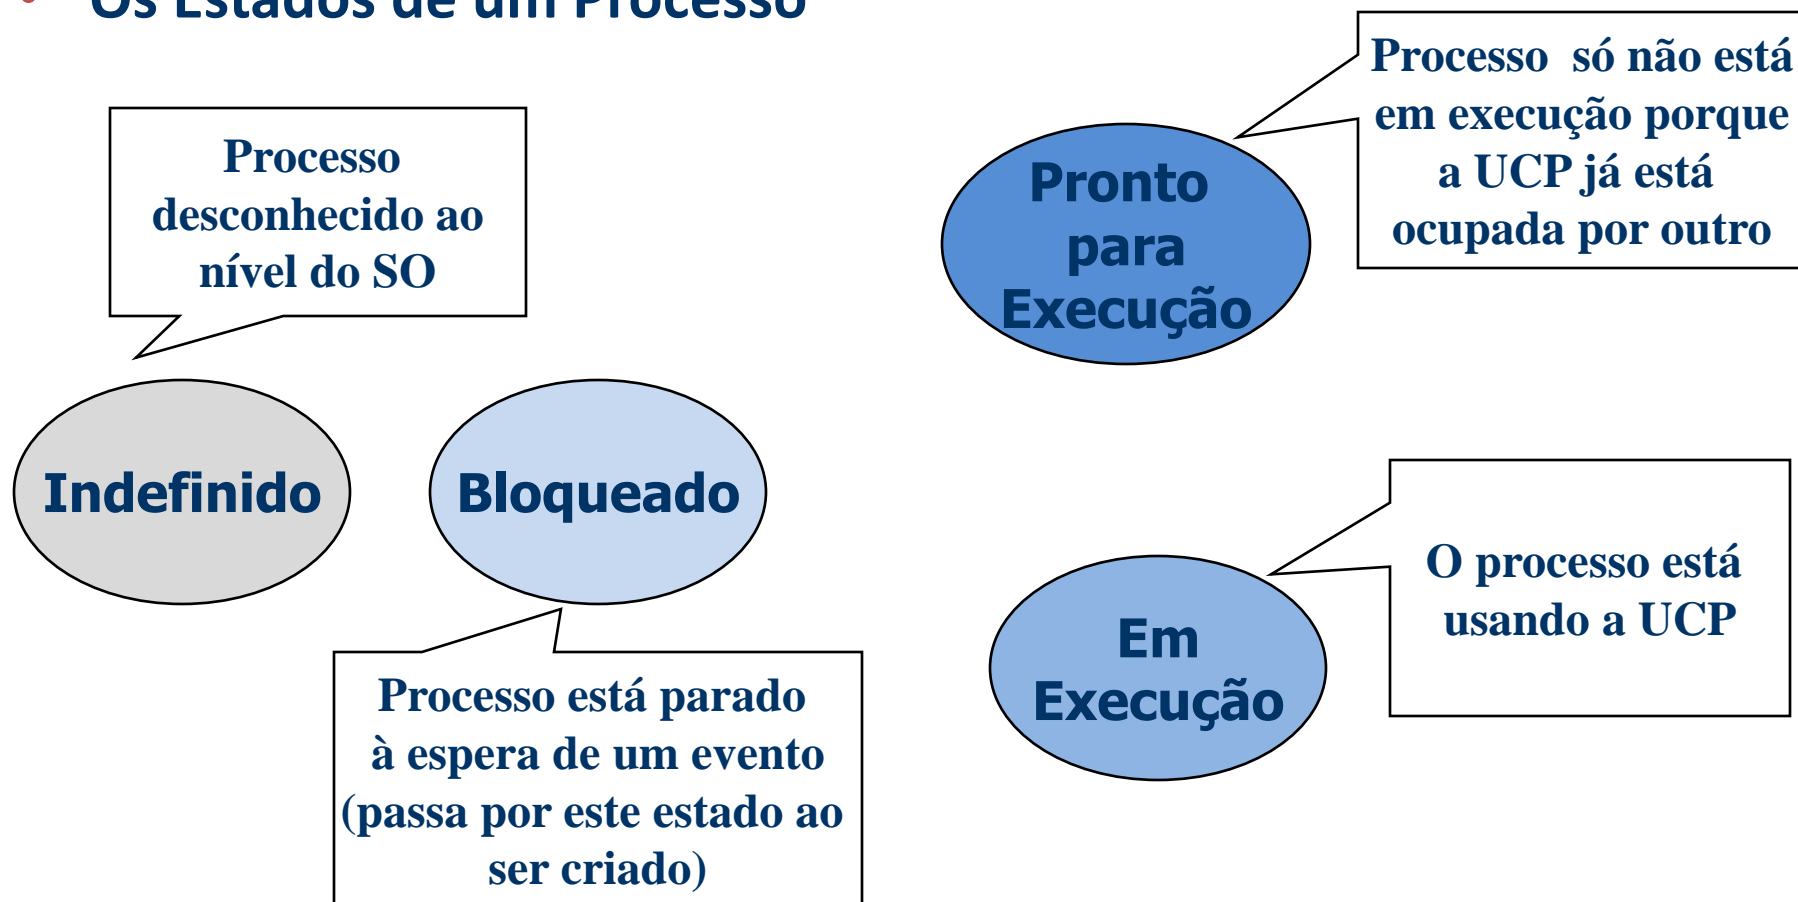 • Os Estados de um Processo
Processo
desconhecido ao
nível do SO
Indefinido
Bloqueado
Processo está parado
à espera de um evento
(passa por este estado ao
ser criado)
Processo só não está
em execução porque
a UCP já está
ocupada por outro
Pronto
para
Execução
O processo está
usando a UCP
Em
Execução